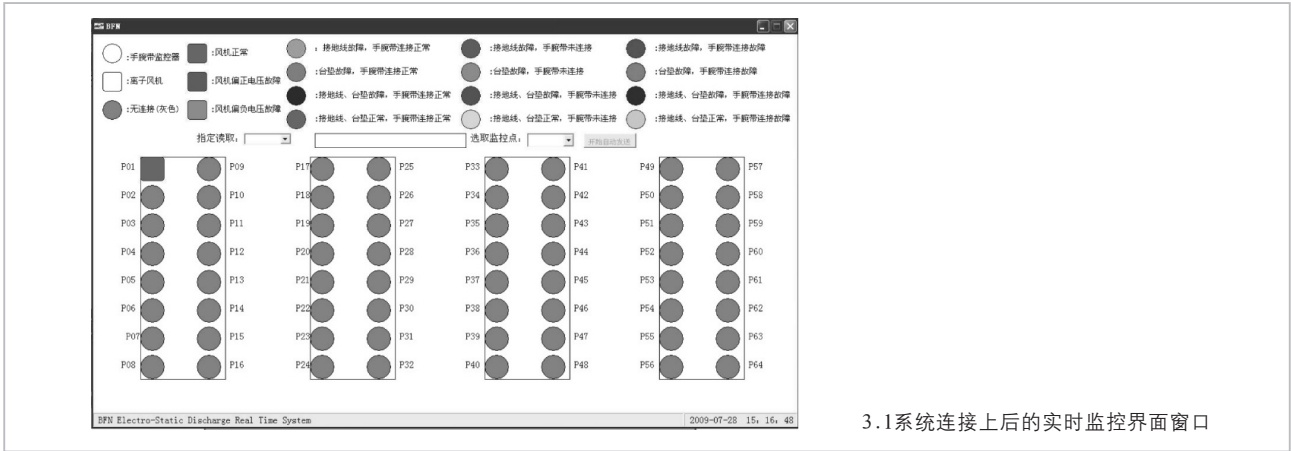 BFN
:手腕带监控器
:风机正常
:接地线故障，手腕带连接正常
:接地线故障，手腕带未连接
:接地线故障，手腕带连接故障
:离子风机
:风机偏正电压故障
:台垫故障，手腕带连接正常
:台垫故障，手腕带未连接
:台垫故障，手腕带连接故障
:无连接(灰色)
:风机偏负电压故障
:接地线、台垫故障，手腕带连接正常
:接地线、台垫故障，手腕带未连接
:接地线、台垫故障，手腕带连接故障
:接地线、台垫正常，手腕带连接正常
:接地线、台垫正常，手腕带未连接
:接地线、台垫正常，手腕带连接故障
指定读取： 选取监控点： 开始自动发送
P01 P09 P17 P25 P33 P41 P49 P57
P02 P10 P18 P26 P34 P42 P50 P58
P03 P11 P19 P27 P35 P43 P51 P59
P04 P12 P20 P28 P36 P44 P52 P60
P05 P13 P21 P29 P37 P45 P53 P61
P06 P14 P22 P30 P38 P46 P54 P62
P07 P15 P23 P31 P39 P47 P55 P63
P08 P16 P24 P32 P40 P48 P56 P64
BFN Electro-Static Discharge Real Time System 2009-07-28 15：16：48
3.1系统连接上后的实时监控界面窗口